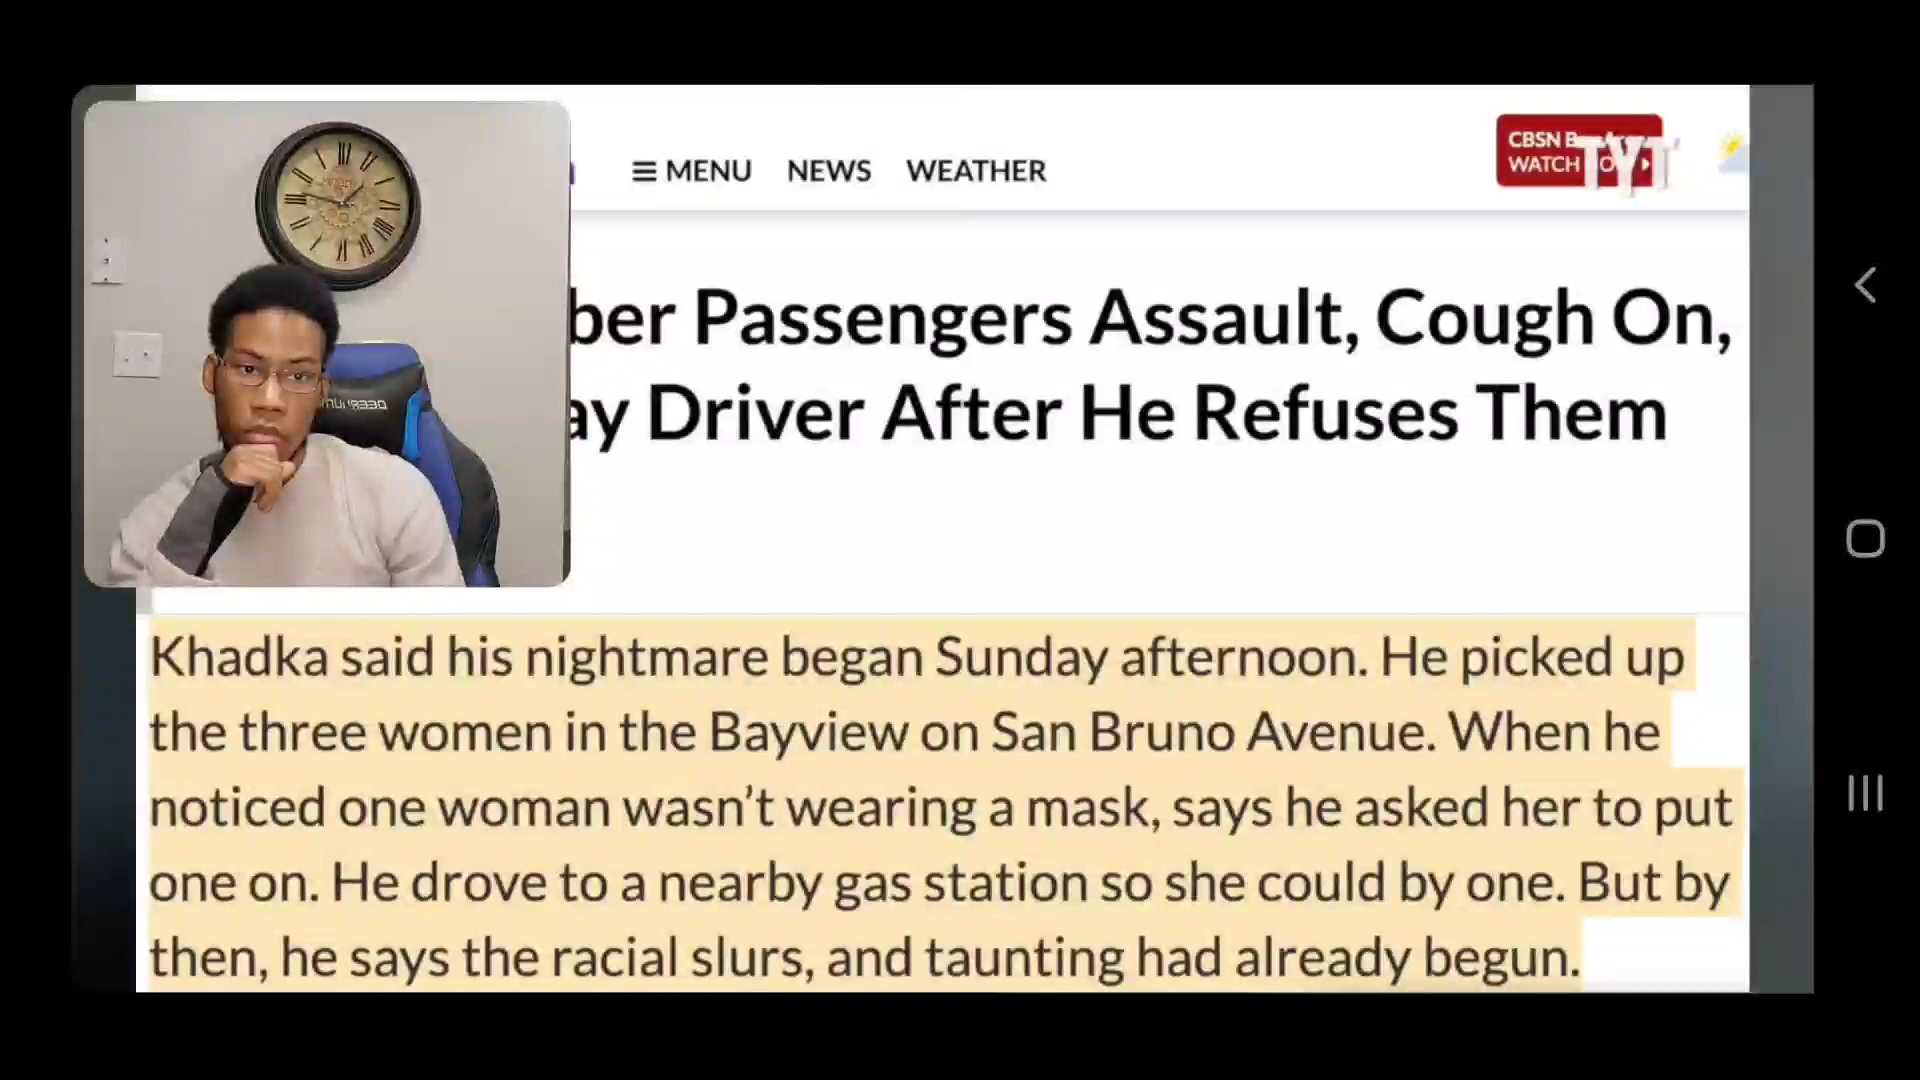 CBSN B
WATCH
TYT
MENU NEWS WEATHER
ber Passengers Assault, Cough On,
ay Driver After He Refuses Them
Khadka said his nightmare began Sunday afternoon. He picked up
the three women in the Bayview on San Bruno Avenue. When he
noticed one woman wasn't wearing a mask, says he asked her to put
one on. He drove to a nearby gas station so she could by one. But by
then, he says the racial slurs, and taunting had already begun.